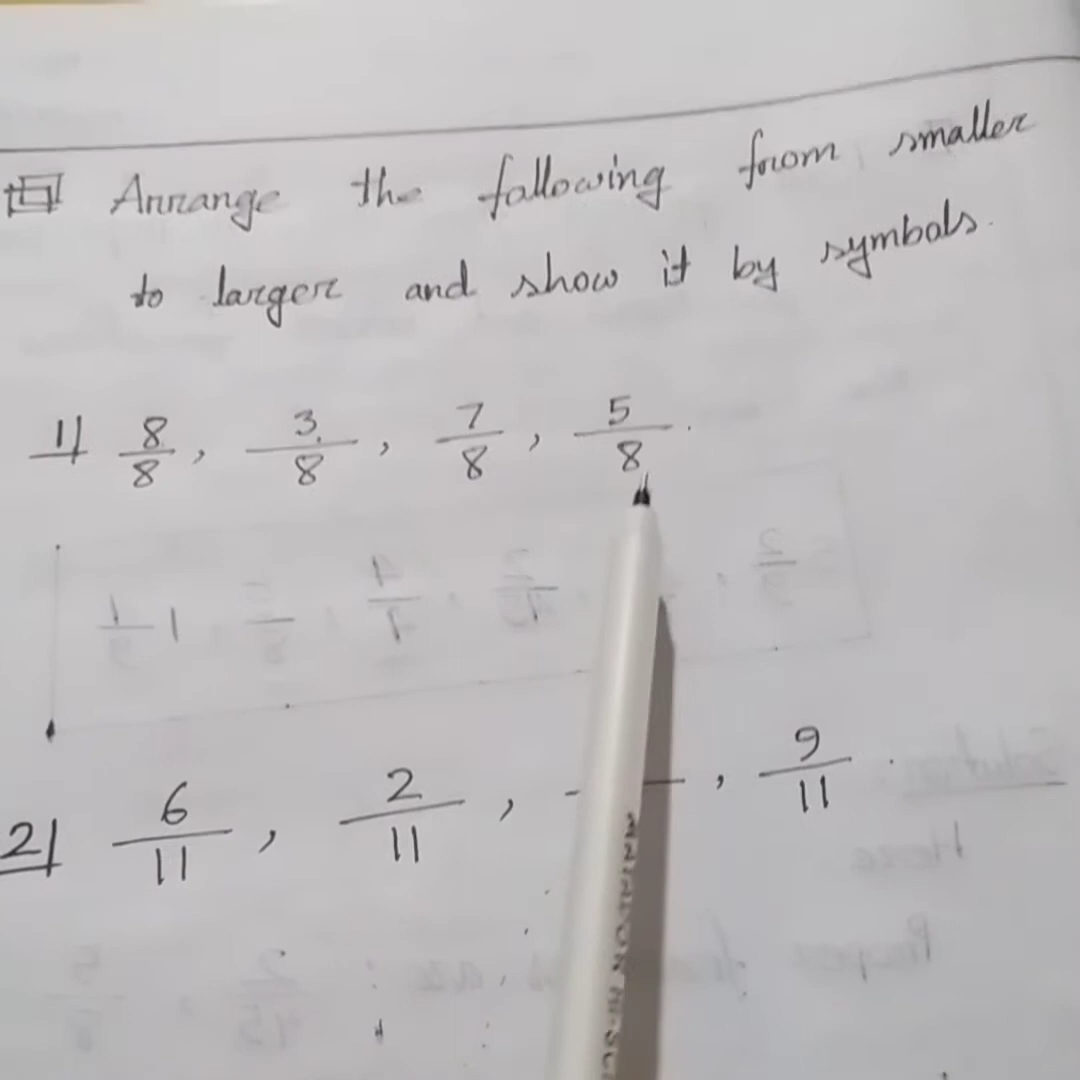 Arrange the following from smaller
to larger and show it by symbols.
1) 8/8, 3/8, 7/8, 5/8.
2) 6/11, 2/11, , 9/11.